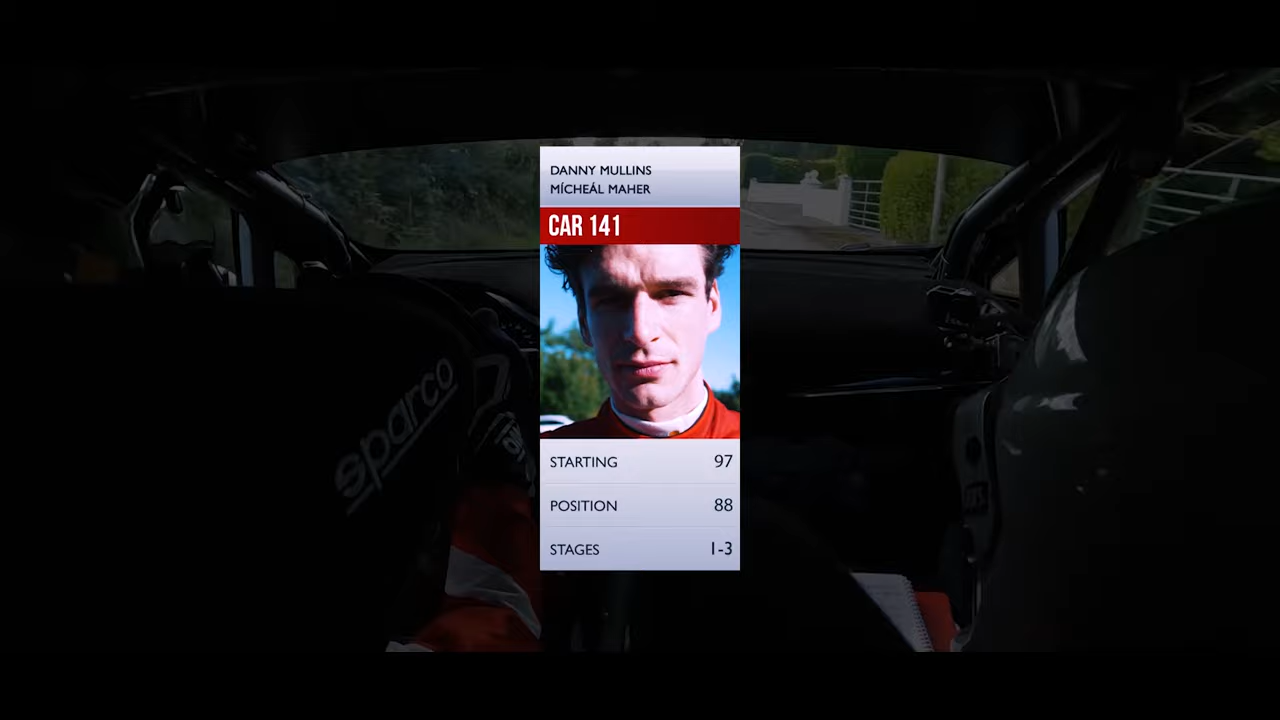 DANNY MULLINS
MÍCHEÁL MAHER
CAR 141
STARTING 97
POSITION 88
STAGES 1-3
sparco